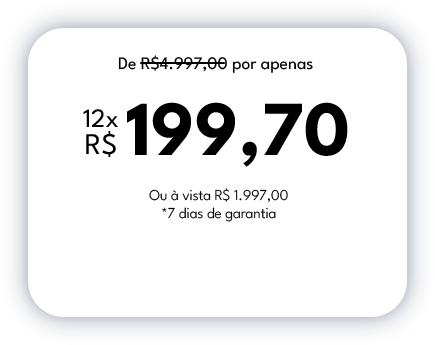 De R$4.997,00 por apenas
12x
R$ 199,70
Ou à vista R$ 1.997,00
*7 dias de garantia